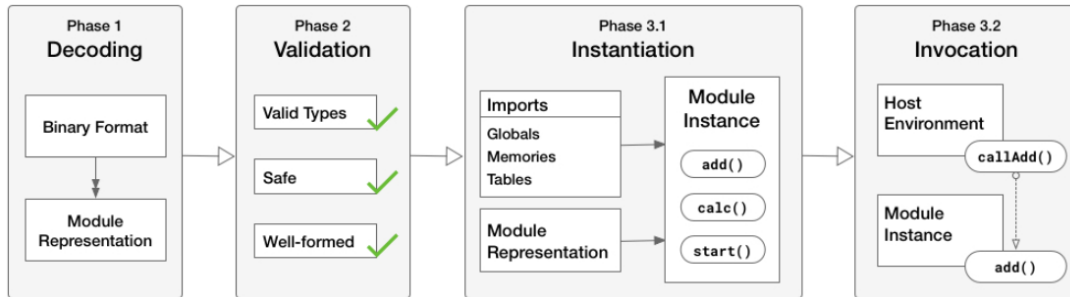 Phase 1
Decoding
Binary Format
Module
Representation
Phase 2
Validation
Valid Types
Safe
Well-formed
Phase 3.1
Instantiation
Imports
Globals
Memories
Tables
Module
Representation
Module
Instance
add()
calc()
start()
Phase 3.2
Invocation
Host
Environment
callAdd()
Module
Instance
add()